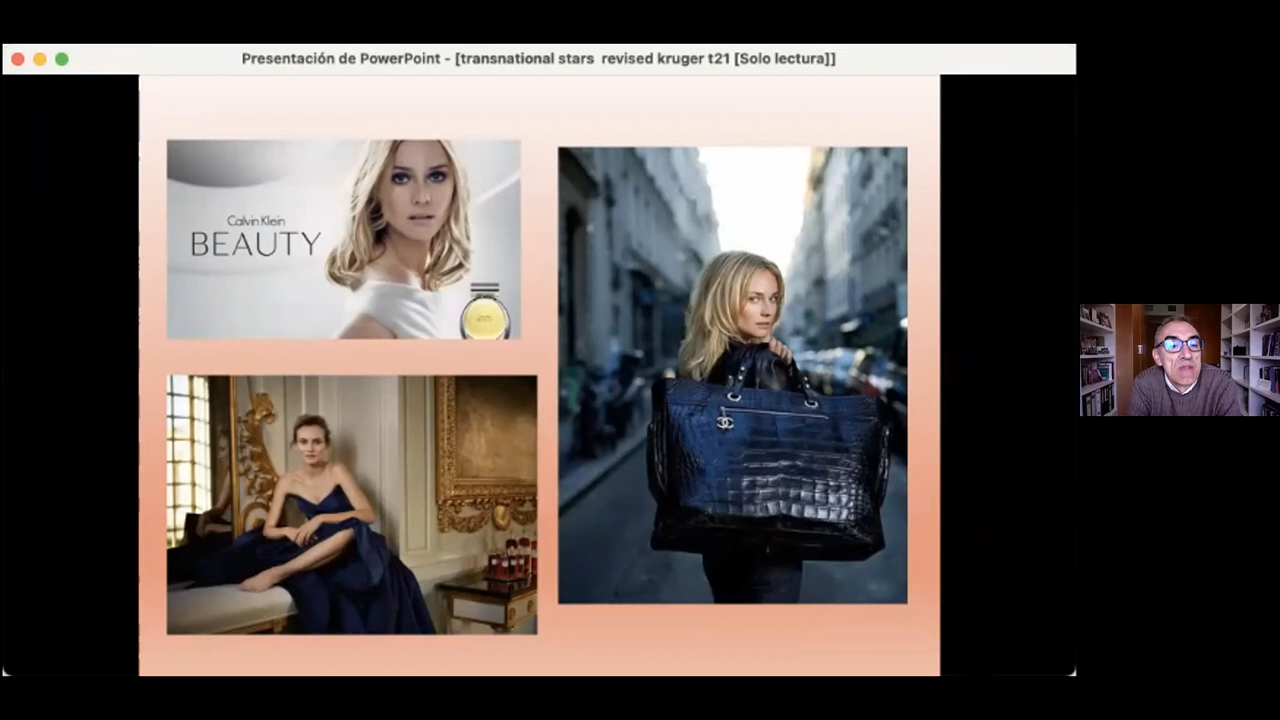 Presentación de PowerPoint - [transnational stars  revised kruger t21 [Solo lectura]]
Calvin Klein
BEAUTY